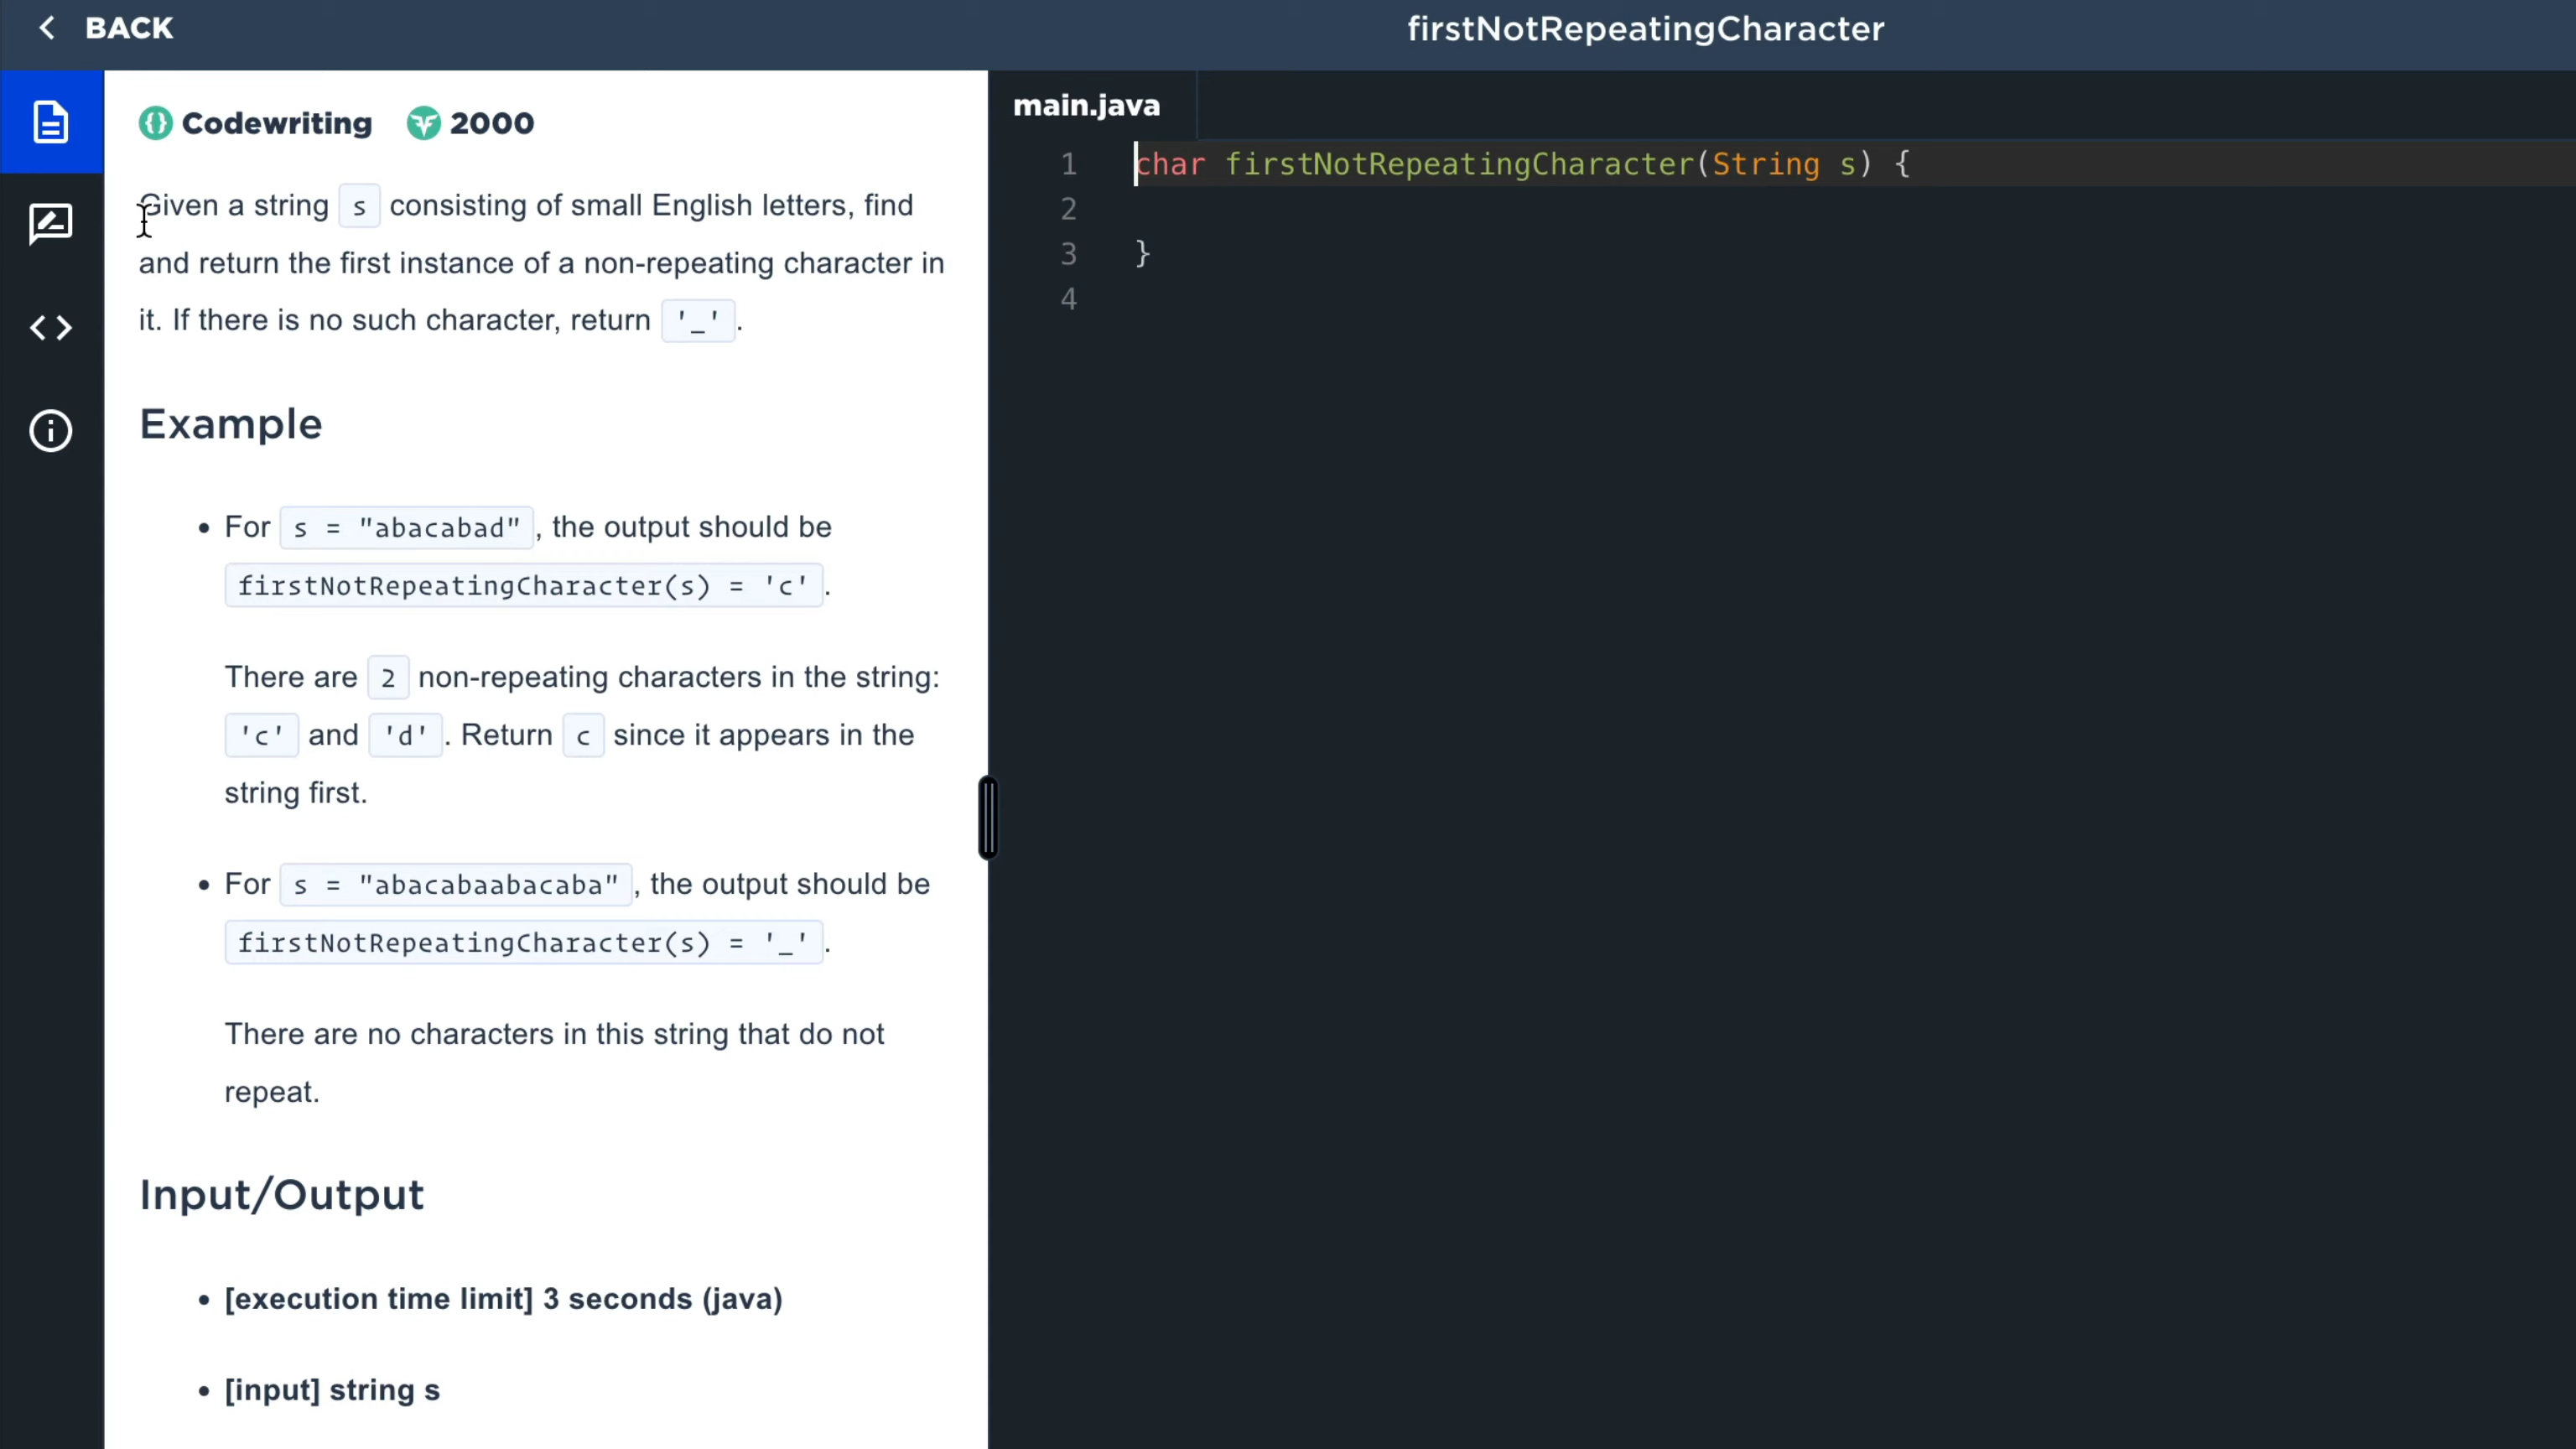 BACK
firstNotRepeatingCharacter
Codewriting 2000
Given a string s consisting of small English letters, find
and return the first instance of a non-repeating character in
it. If there is no such character, return '_'.
Example
• For s = "abacabad", the output should be
firstNotRepeatingCharacter(s) = 'c'.
There are 2 non-repeating characters in the string:
'c' and 'd'. Return c since it appears in the
string first.
• For s = "abacabaabacaba", the output should be
firstNotRepeatingCharacter(s) = '_'.
There are no characters in this string that do not
repeat.
Input/Output
• [execution time limit] 3 seconds (java)
• [input] string s
main.java
1 char firstNotRepeatingCharacter(String s) {
2
3 }
4